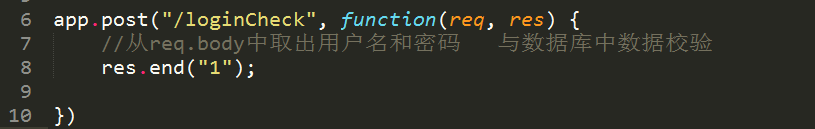 6 app.post("/loginCheck", function(req, res) {
7 //从req.body中取出用户名和密码 与数据库中数据校验
8 res.end("1");
9
10 })